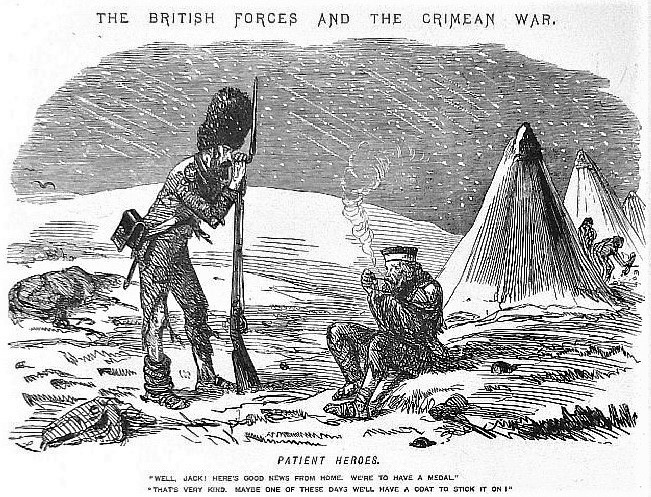 THE BRITISH FORCES AND THE CRIMEAN WAR.
PATIENT HEROES.
"WELL, JACK! HERE'S GOOD NEWS FROM HOME. WE'RE TO HAVE A MEDAL."
"THAT'S VERY KIND. MAYBE ONE OF THESE DAYS WE'LL HAVE A COAT TO STICK IT ON!"